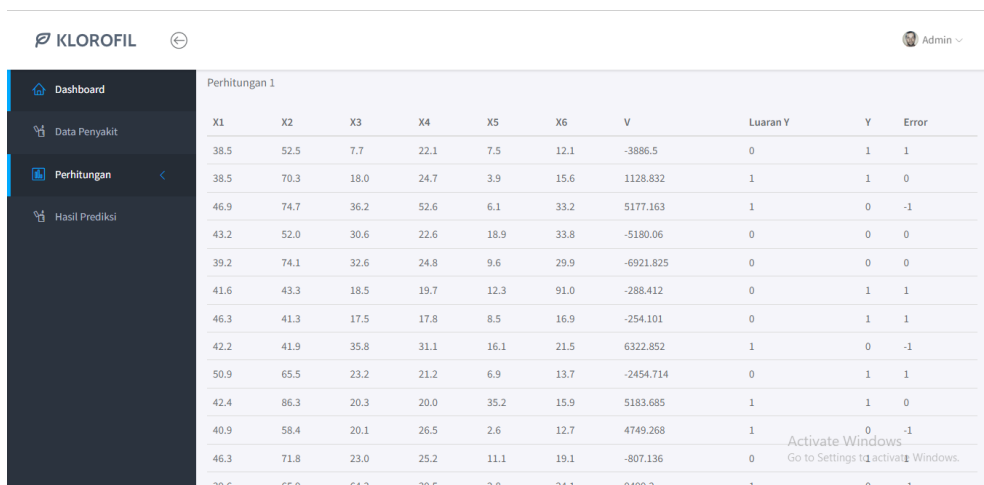 KLOROFIL
Admin
Dashboard
Data Penyakit
Perhitungan
Hasil Prediksi
Perhitungan 1
X1 X2 X3 X4 X5 X6 V Luaran Y Y Error
38.5 52.5 7.7 22.1 7.5 12.1 -3886.5 0 1 1
38.5 70.3 18.0 24.7 3.9 15.6 1128.832 1 1 0
46.9 74.7 36.2 52.6 6.1 33.2 5177.163 1 0 -1
43.2 52.0 30.6 22.6 18.9 33.8 -5180.06 0 0 0
39.2 74.1 32.6 24.8 9.6 29.9 -6921.825 0 0 0
41.6 43.3 18.5 19.7 12.3 91.0 -288.412 0 1 1
46.3 41.3 17.5 17.8 8.5 16.9 -254.101 0 1 1
42.2 41.9 35.8 31.1 16.1 21.5 6322.852 1 0 -1
50.9 65.5 23.2 21.2 6.9 13.7 -2454.714 0 1 1
42.4 86.3 20.3 20.0 35.2 15.9 5183.685 1 1 0
40.9 58.4 20.1 26.5 2.6 12.7 4749.268 1 0 -1
46.3 71.8 23.0 25.2 11.1 19.1 -807.136 0 1 1
Activate Windows
Go to Settings to activate Windows.